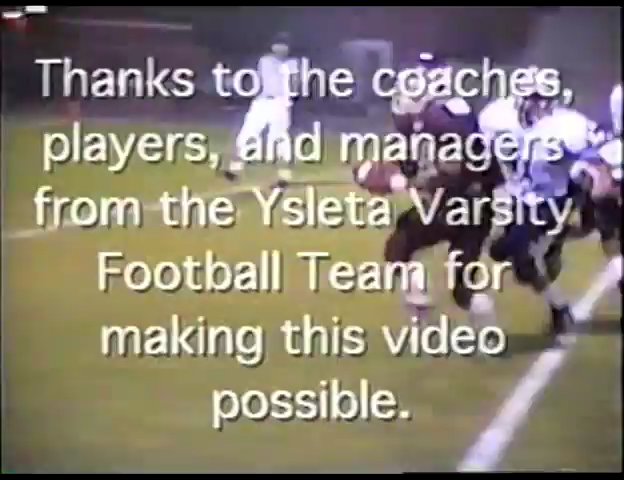 Thanks to the coaches,
players, and managers
from the Ysleta Varsity
Football Team for
making this video
possible.